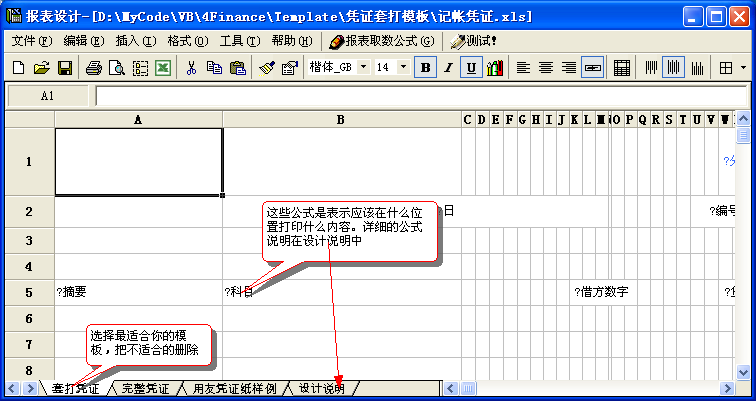 报表设计-[D:\MyCode\VB\4Finance\Template\凭证套打模板\记帐凭证.xls]
文件(F) 编辑(E) 插入(I) 格式(O) 工具(T) 帮助(H) 报表取数公式(G) 测试!
楷体_GB 14 B I U
A1
A B C D E F G H I J K L M O P Q R S T U V W
1
2 日 ?编号
3
4
5 ?摘要 ?科目 ?借方数字
6
7
8
这些公式是表示应该在什么位
置打印什么内容。详细的公式
说明在设计说明中
选择最适合你的模
板,把不适合的删除
套打凭证 完整凭证 用友凭证纸样例 设计说明